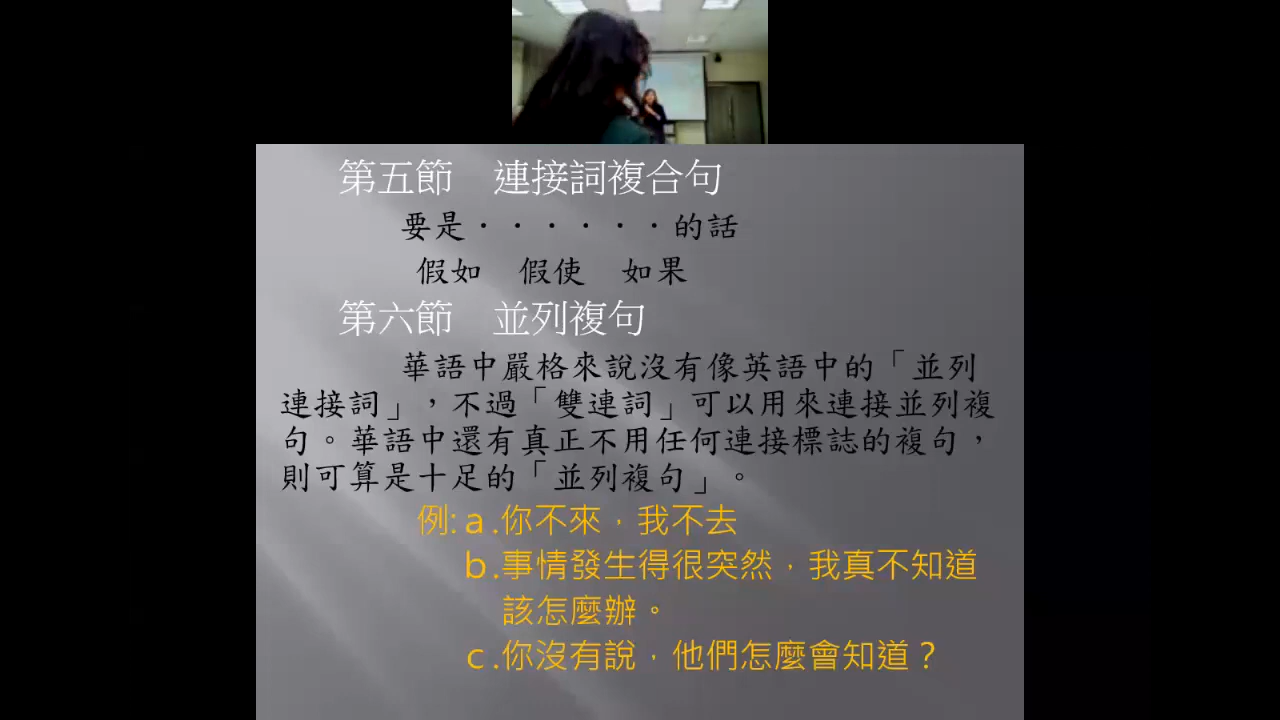 第五節　連接詞複合句
要是‧‧‧‧‧‧的話
假如　假使　如果
第六節　並列複句
華語中嚴格來說沒有像英語中的「並列
連接詞」，不過「雙連詞」可以用來連接並列複
句。華語中還有真正不用任何連接標誌的複句，
則可算是十足的「並列複句」。
例:ａ.你不來，我不去
ｂ.事情發生得很突然，我真不知道
該怎麼辦。
ｃ.你沒有說，他們怎麼會知道？